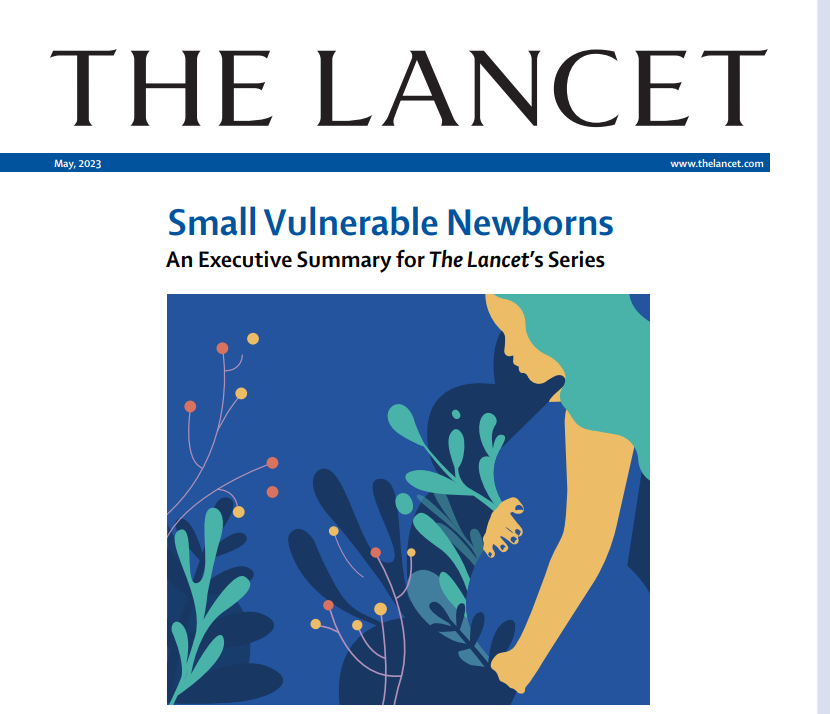 THE LANCET
May, 2023 www.thelancet.com
Small Vulnerable Newborns
An Executive Summary for The Lancet's Series